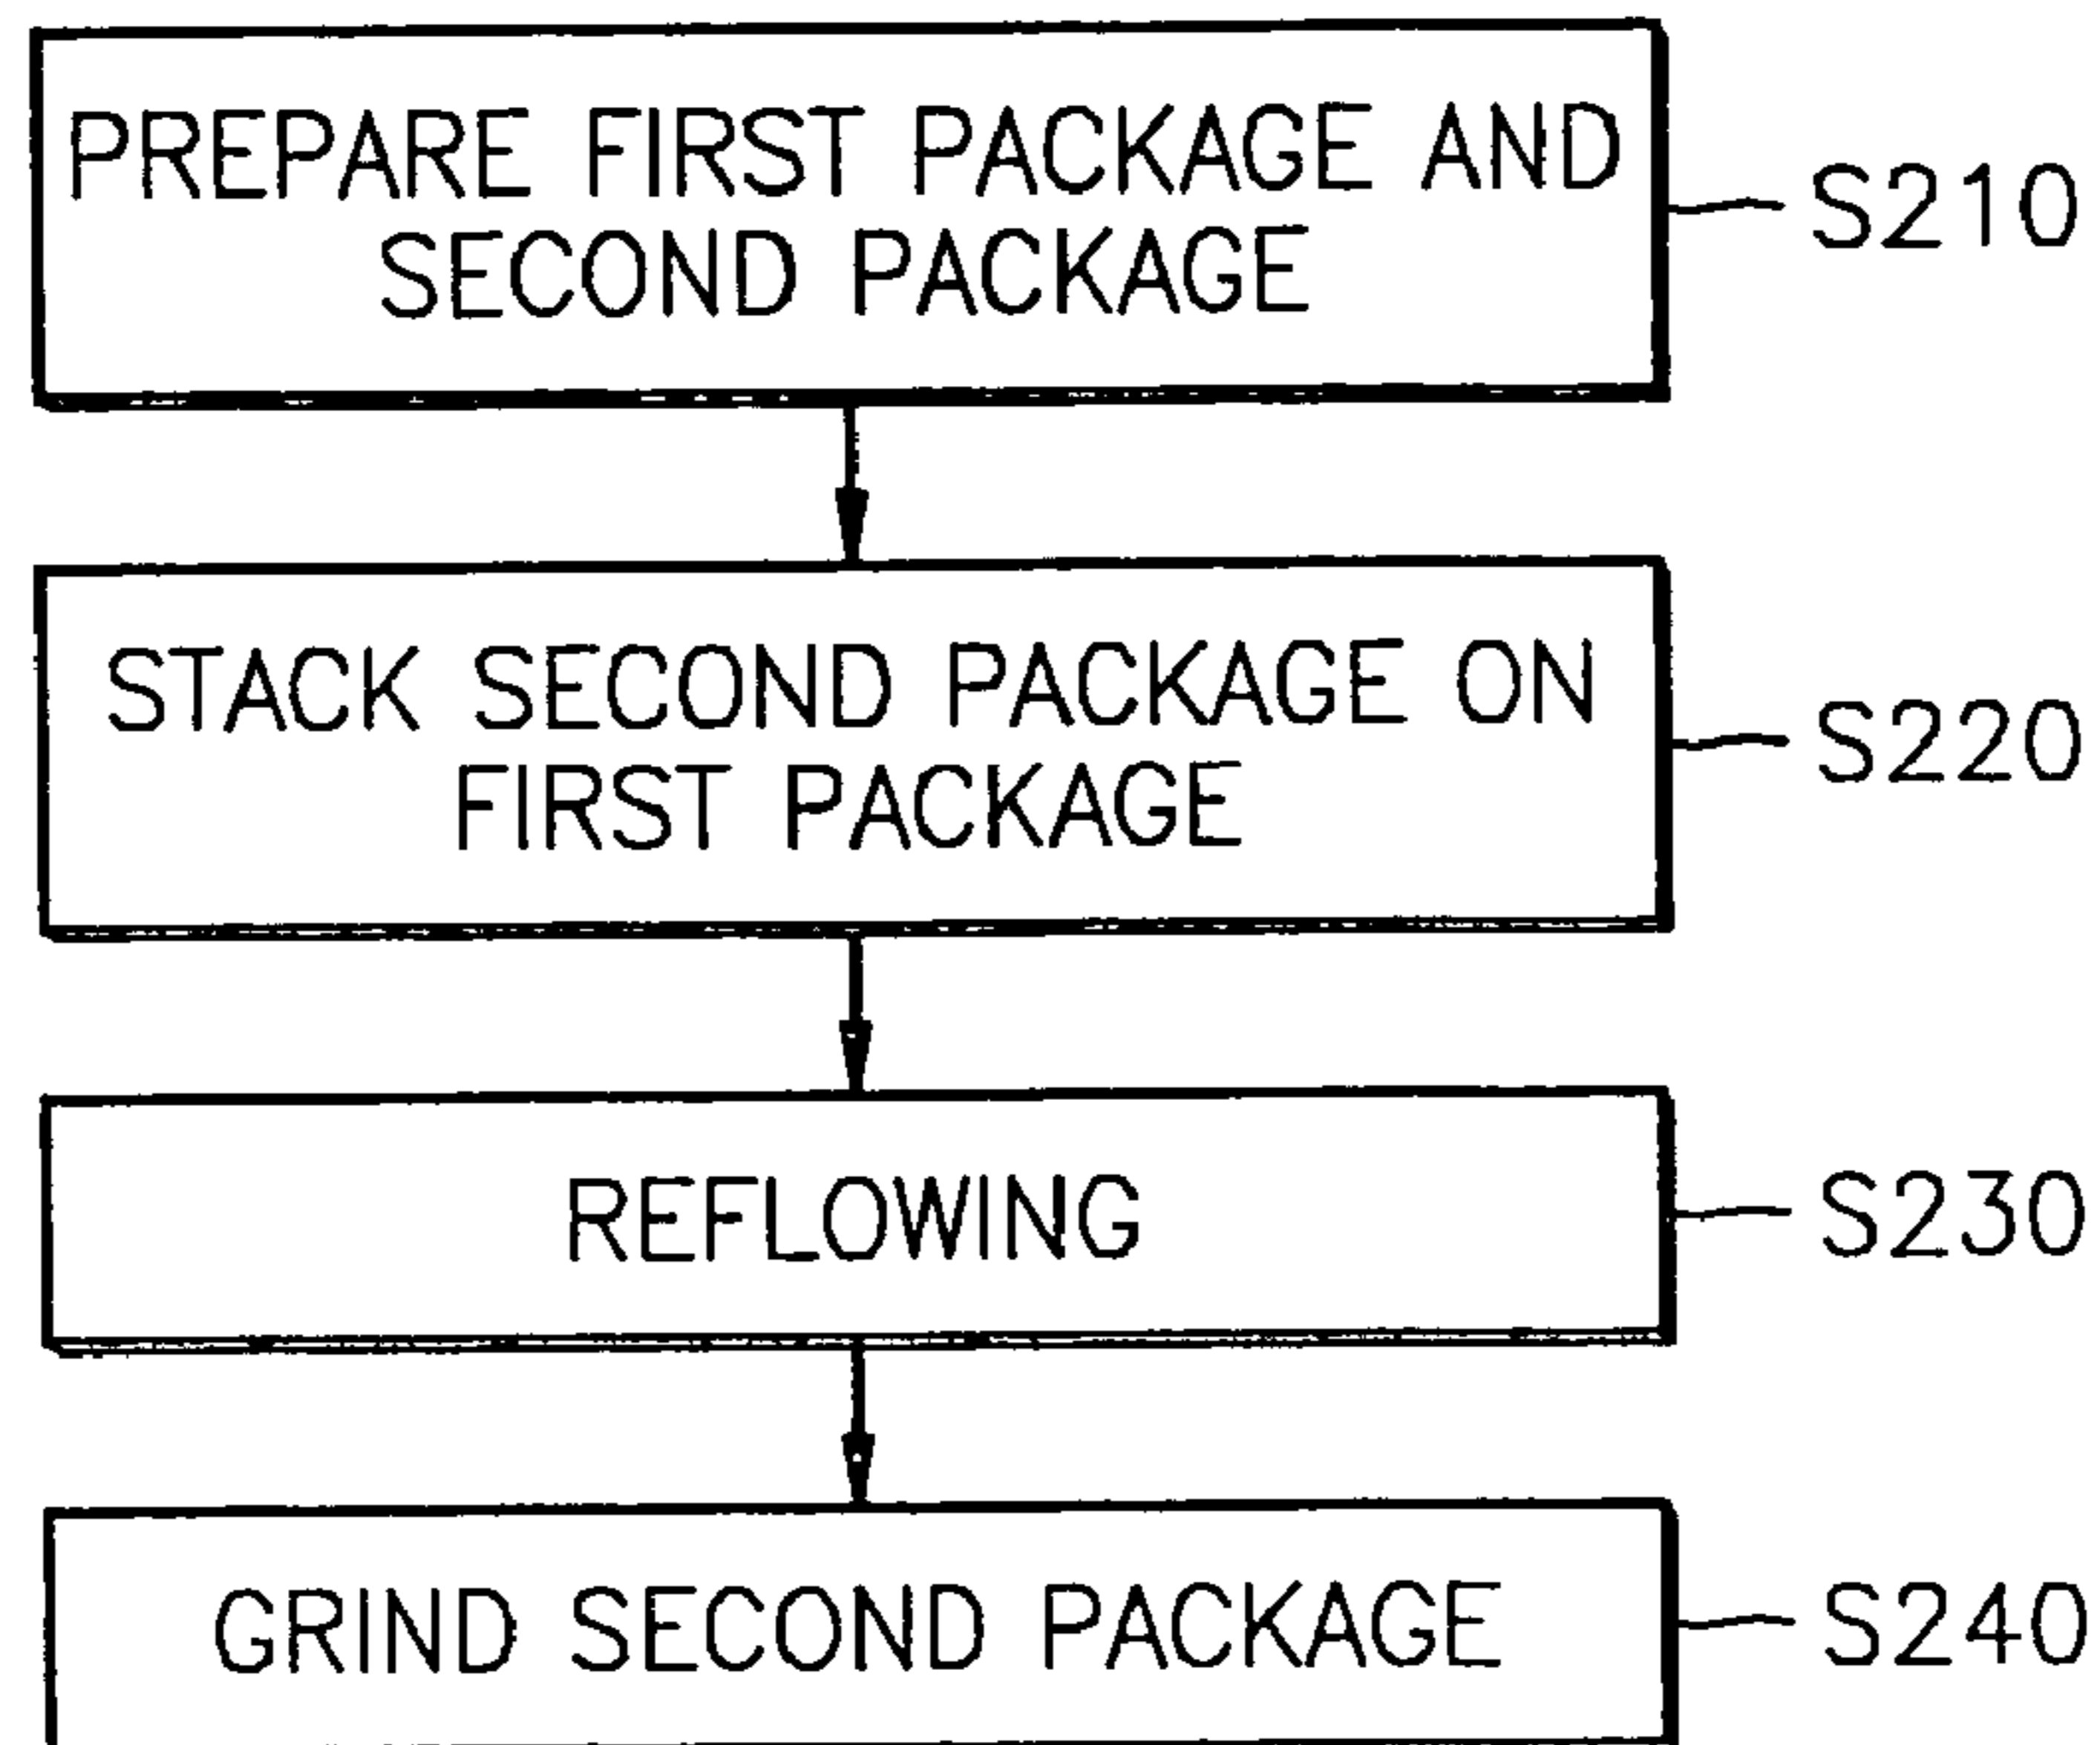 PREPARE FIRST PACKAGE AND
SECOND PACKAGE
S210
STACK SECOND PACKAGE ON
FIRST PACKAGE
S220
REFLOWING
S230
GRIND SECOND PACKAGE
S240